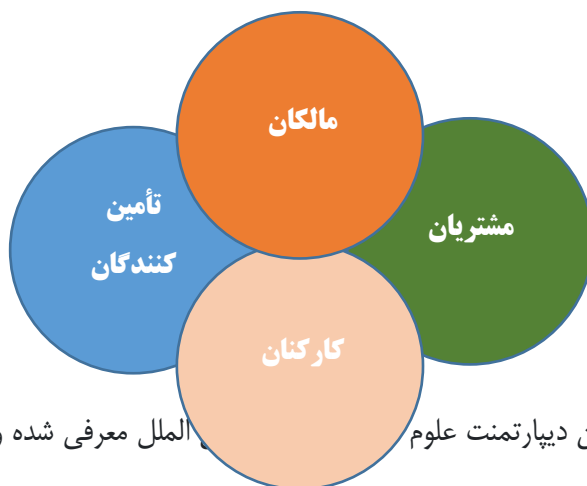 مالکان
مشتریان
تأمین
کنندگان
کارکنان
دیپارتمنت علوم الملل معرفی شده